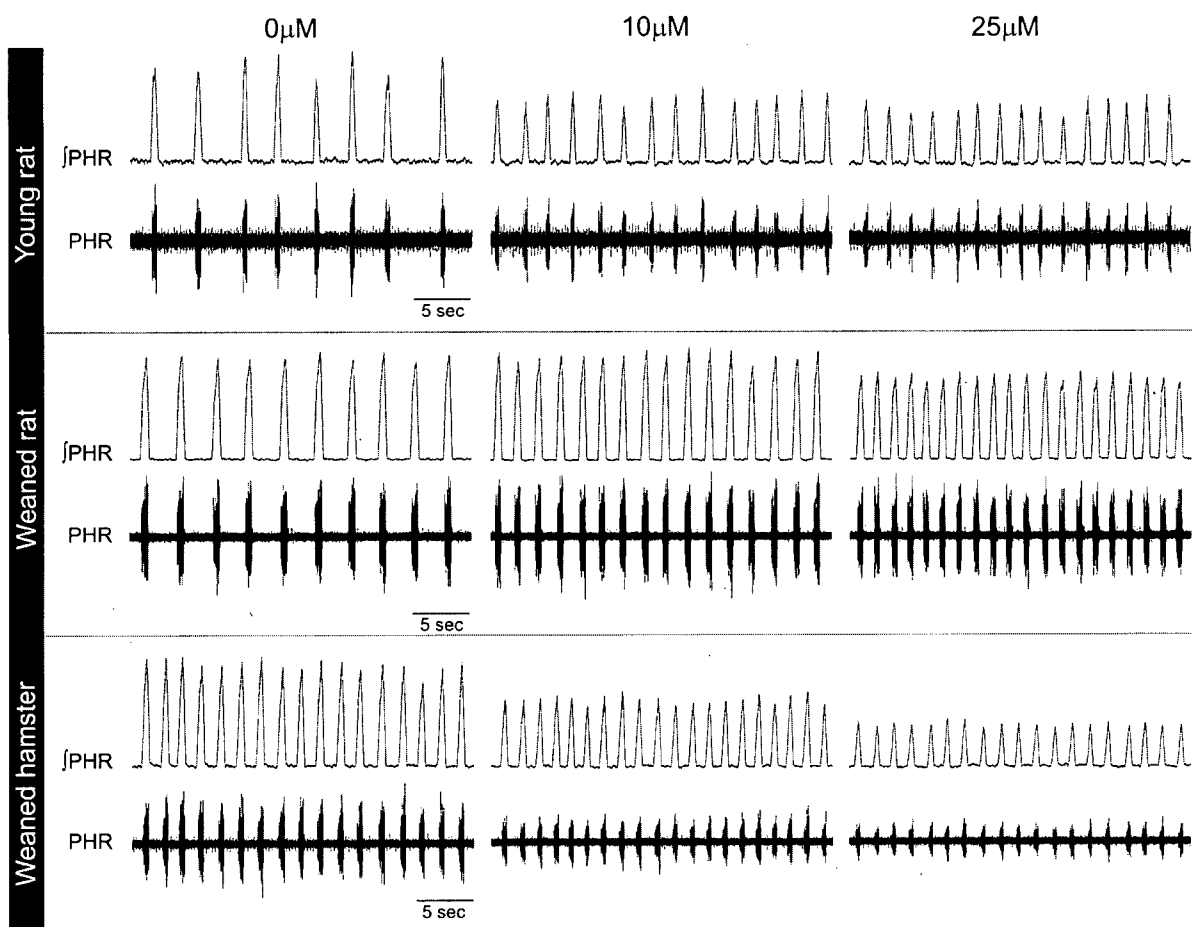 0μM 10μM 25μM
Young rat
∫PHR
PHR
5 sec
Weaned rat
∫PHR
PHR
5 sec
Weaned hamster
∫PHR
PHR
5 sec